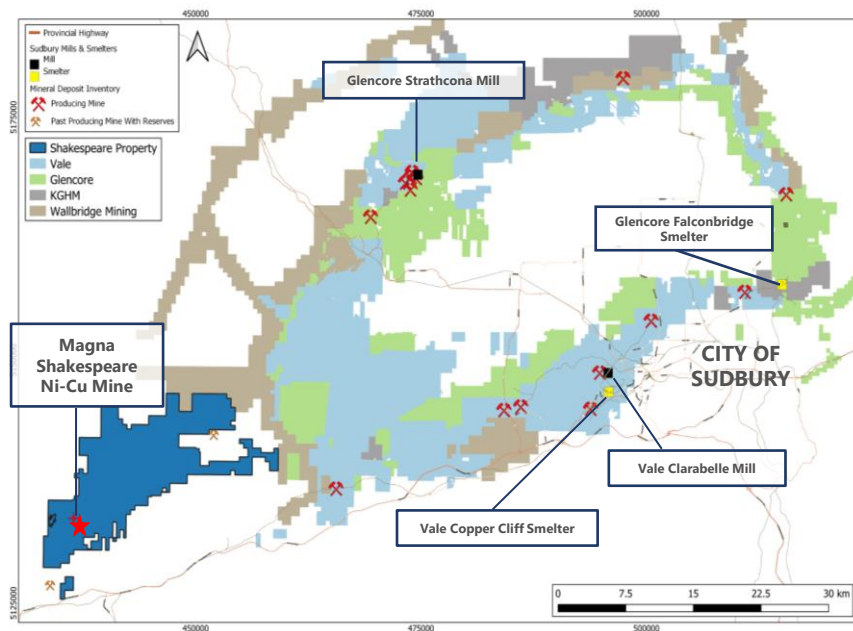 450000
475000
500000
Provincial Highway
Sudbury Mills & Smelters
Mill
Smelter
Mineral Deposit Inventory
Producing Mine
Past Producing Mine With Reserves
Shakespeare Property
Vale
Glencore
KGHM
Wallbridge Mining
5175000
Glencore Strathcona Mill
Glencore Falconbridge
Smelter
Magna
Shakespeare
Ni-Cu Mine
CITY OF
SUDBURY
Vale Clarabelle Mill
Vale Copper Cliff Smelter
5125000
0
7.5
15
22.5
30 km
450000
475000
500000